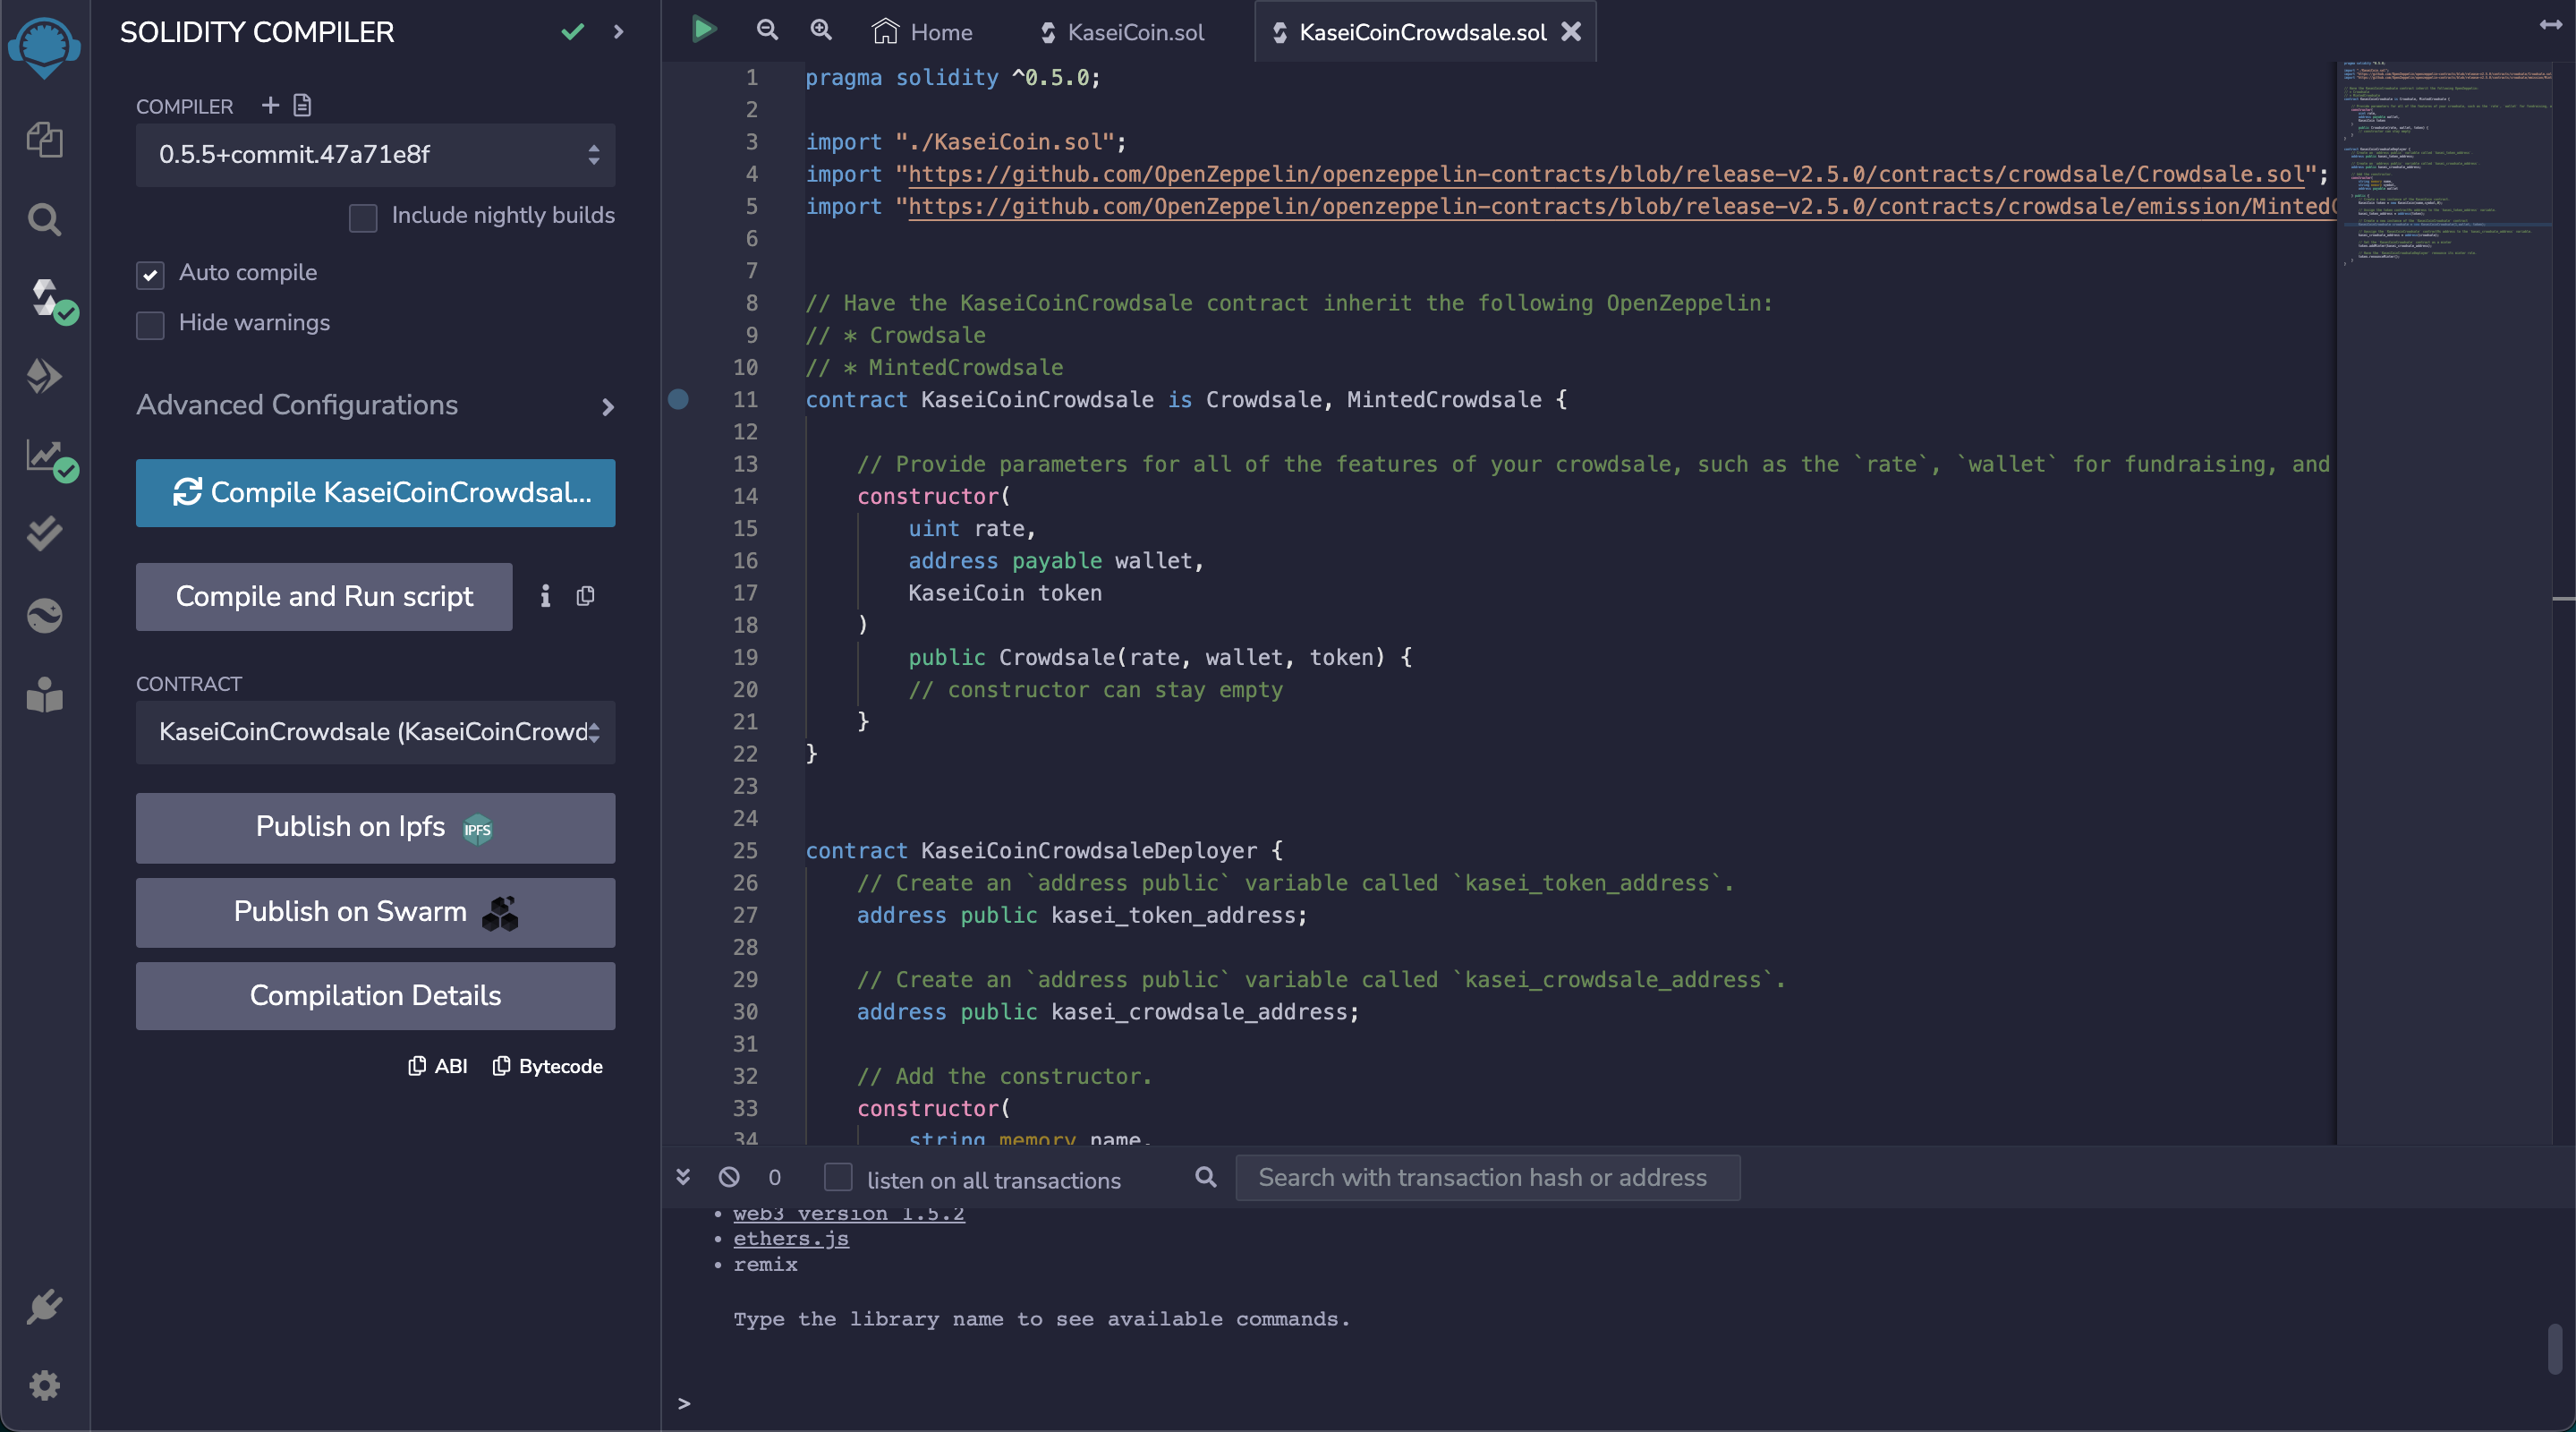 SOLIDITY COMPILER
COMPILER
0.5.5+commit.47a71e8f
Include nightly builds
Auto compile
Hide warnings
Advanced Configurations
Compile KaseiCoinCrowdsal...
Compile and Run script
CONTRACT
KaseiCoinCrowdsale (KaseiCoinCrowd
Publish on Ipfs IPFS
Publish on Swarm
Compilation Details
ABI Bytecode
Home KaseiCoin.sol KaseiCoinCrowdsale.sol
1 pragma solidity ^0.5.0;
2
3 import "./KaseiCoin.sol";
4 import "https://github.com/OpenZeppelin/openzeppelin-contracts/blob/release-v2.5.0/contracts/crowdsale/Crowdsale.sol";
5 import "https://github.com/OpenZeppelin/openzeppelin-contracts/blob/release-v2.5.0/contracts/crowdsale/emission/Minted
6
7
8 // Have the KaseiCoinCrowdsale contract inherit the following OpenZeppelin:
9 // * Crowdsale
10 // * MintedCrowdsale
11 contract KaseiCoinCrowdsale is Crowdsale, MintedCrowdsale {
12
13 // Provide parameters for all of the features of your crowdsale, such as the `rate`, `wallet` for fundraising, and
14 constructor(
15 uint rate,
16 address payable wallet,
17 KaseiCoin token
18 )
19 public Crowdsale(rate, wallet, token) {
20 // constructor can stay empty
21 }
22 }
23
24
25 contract KaseiCoinCrowdsaleDeployer {
26 // Create an `address public` variable called `kasei_token_address`.
27 address public kasei_token_address;
28
29 // Create an `address public` variable called `kasei_crowdsale_address`.
30 address public kasei_crowdsale_address;
31
32 // Add the constructor.
33 constructor(
34 string memory name,
0 listen on all transactions Search with transaction hash or address
• web3 version 1.5.2
• ethers.js
• remix
Type the library name to see available commands.
>